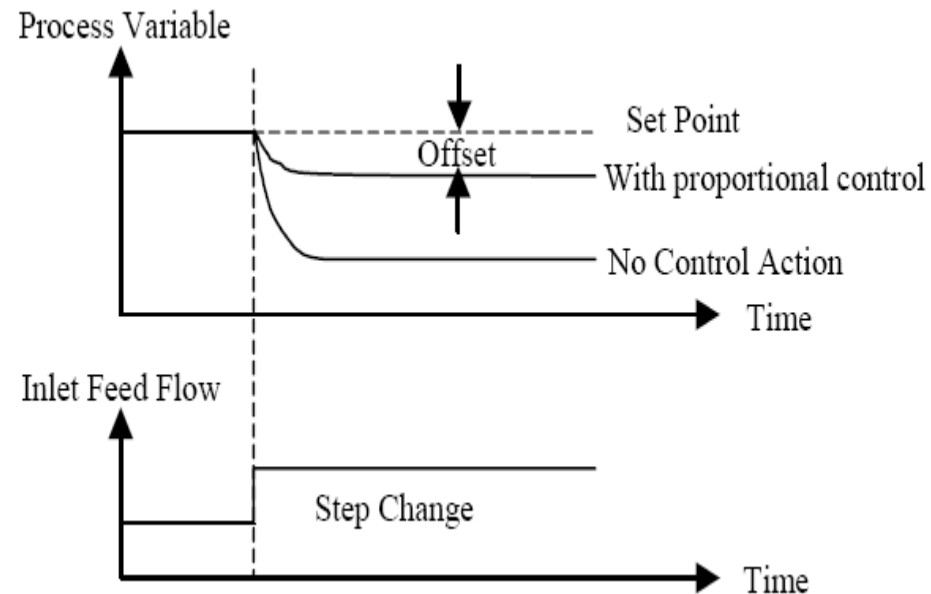 Process Variable
Set Point
Offset
With proportional control
No Control Action
Time
Inlet Feed Flow
Step Change
Time